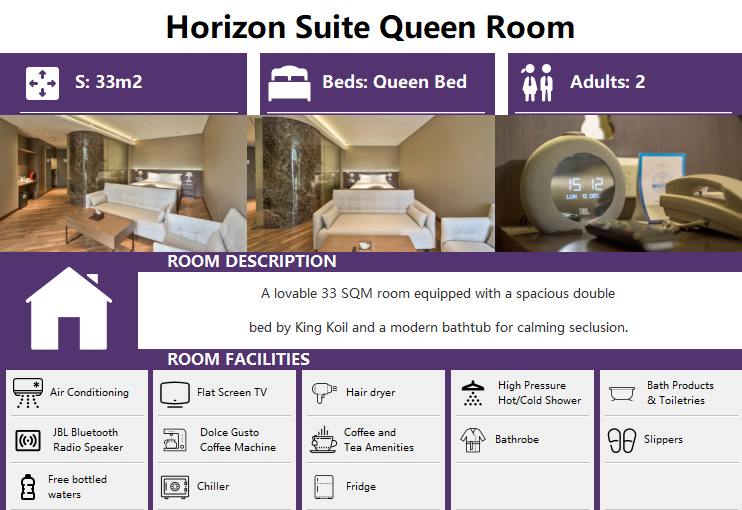 Horizon Suite Queen Room
S: 33m2
Beds: Queen Bed
Adults: 2
15 12
LUN 13 DEC
JBL
ROOM DESCRIPTION
A lovable 33 SQM room equipped with a spacious double
bed by King Koil and a modern bathtub for calming seclusion.
ROOM FACILITIES
Air Conditioning
Flat Screen TV
Hair dryer
High Pressure
Hot/Cold Shower
Bath Products
& Toiletries
JBL Bluetooth
Radio Speaker
Dolce Gusto
Coffee Machine
Coffee and
Tea Amenities
Bathrobe
Slippers
Free bottled
waters
Chiller
Fridge